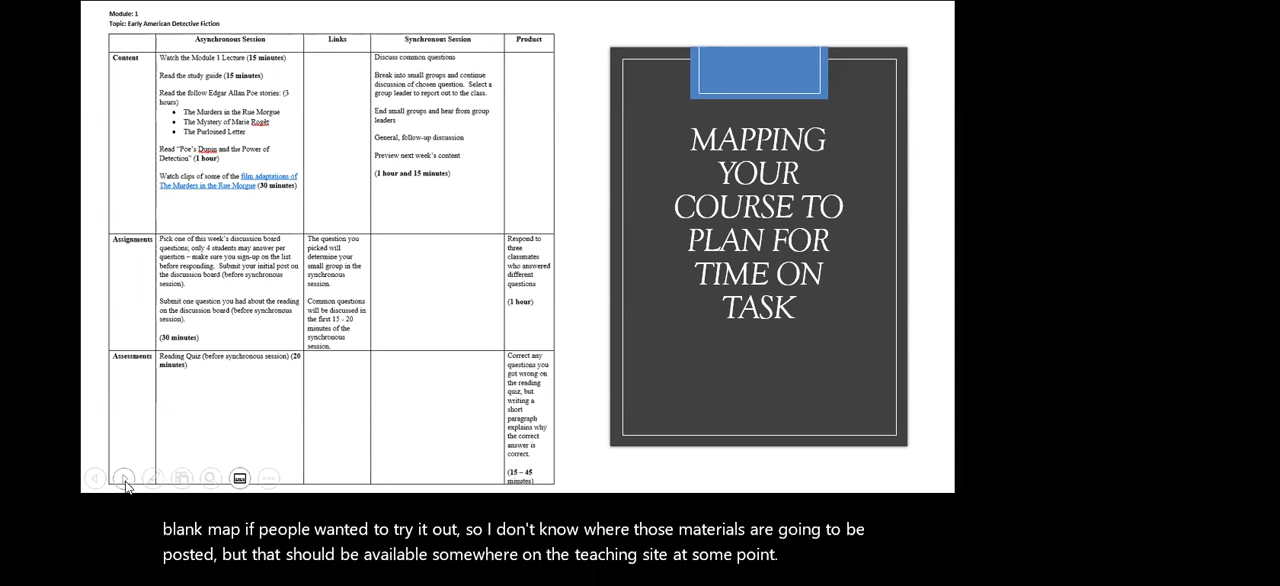 Module: 1
Topic: Early American Detective Fiction
Asynchronous Session
Links
Synchronous Session
Product
Content
Watch the Module 1 Lecture (15 minutes)
Read the study guide (15 minutes)
Read the follow Edgar Allan Poe stories: (3
hours)
• The Murders in the Rue Morgue
• The Mystery of Marie Rogêt
• The Purloined Letter
Read "Poe's Dupin and the Power of
Detection" (1 hour)
Watch clips of some of the film adaptations of
The Murders in the Rue Morgue (30 minutes)
Discuss common questions
Break into small groups and continue
discussion of chosen question. Select a
group leader to report out to the class.
End small groups and hear from group
leaders
General, follow-up discussion
Preview next week's content
(1 hour and 15 minutes)
Assignments
Pick one of this week's discussion board
questions; only 4 students may answer per
question – make sure you sign-up on the list
before responding. Submit your initial post on
the discussion board (before synchronous
session).
Submit one question you had about the reading
on the discussion board (before synchronous
session).
(30 minutes)
The question you
picked will
determine your
small group in the
synchronous
session.
Common questions
will be discussed in
the first 15 - 20
minutes of the
synchronous
session.
Respond to
three
classmates
who answered
different
questions
(1 hour)
Assessments
Reading Quiz (before synchronous session) (20
minutes)
Correct any
questions you
got wrong on
the reading
quiz, but
writing a
short
paragraph
explains why
the correct
answer is
correct.
(15 – 45
minutes)
MAPPING
YOUR
COURSE TO
PLAN FOR
TIME ON
TASK
blank map if people wanted to try it out, so I don't know where those materials are going to be
posted, but that should be available somewhere on the teaching site at some point.